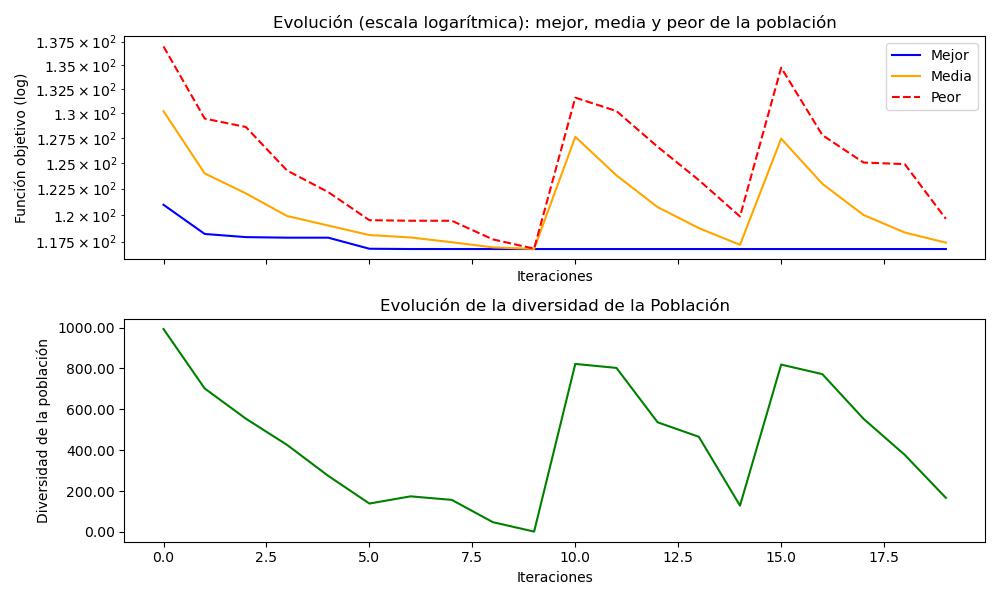 Evolución (escala logarítmica): mejor, media y peor de la población
Función objetivo (log)
1.375 × 10²
1.35 × 10²
1.325 × 10²
1.3 × 10²
1.275 × 10²
1.25 × 10²
1.225 × 10²
1.2 × 10²
1.175 × 10²
Mejor
Media
Peor
Iteraciones
Evolución de la diversidad de la Población
Diversidad de la población
1000.00
800.00
600.00
400.00
200.00
0.00
0.0 2.5 5.0 7.5 10.0 12.5 15.0 17.5
Iteraciones